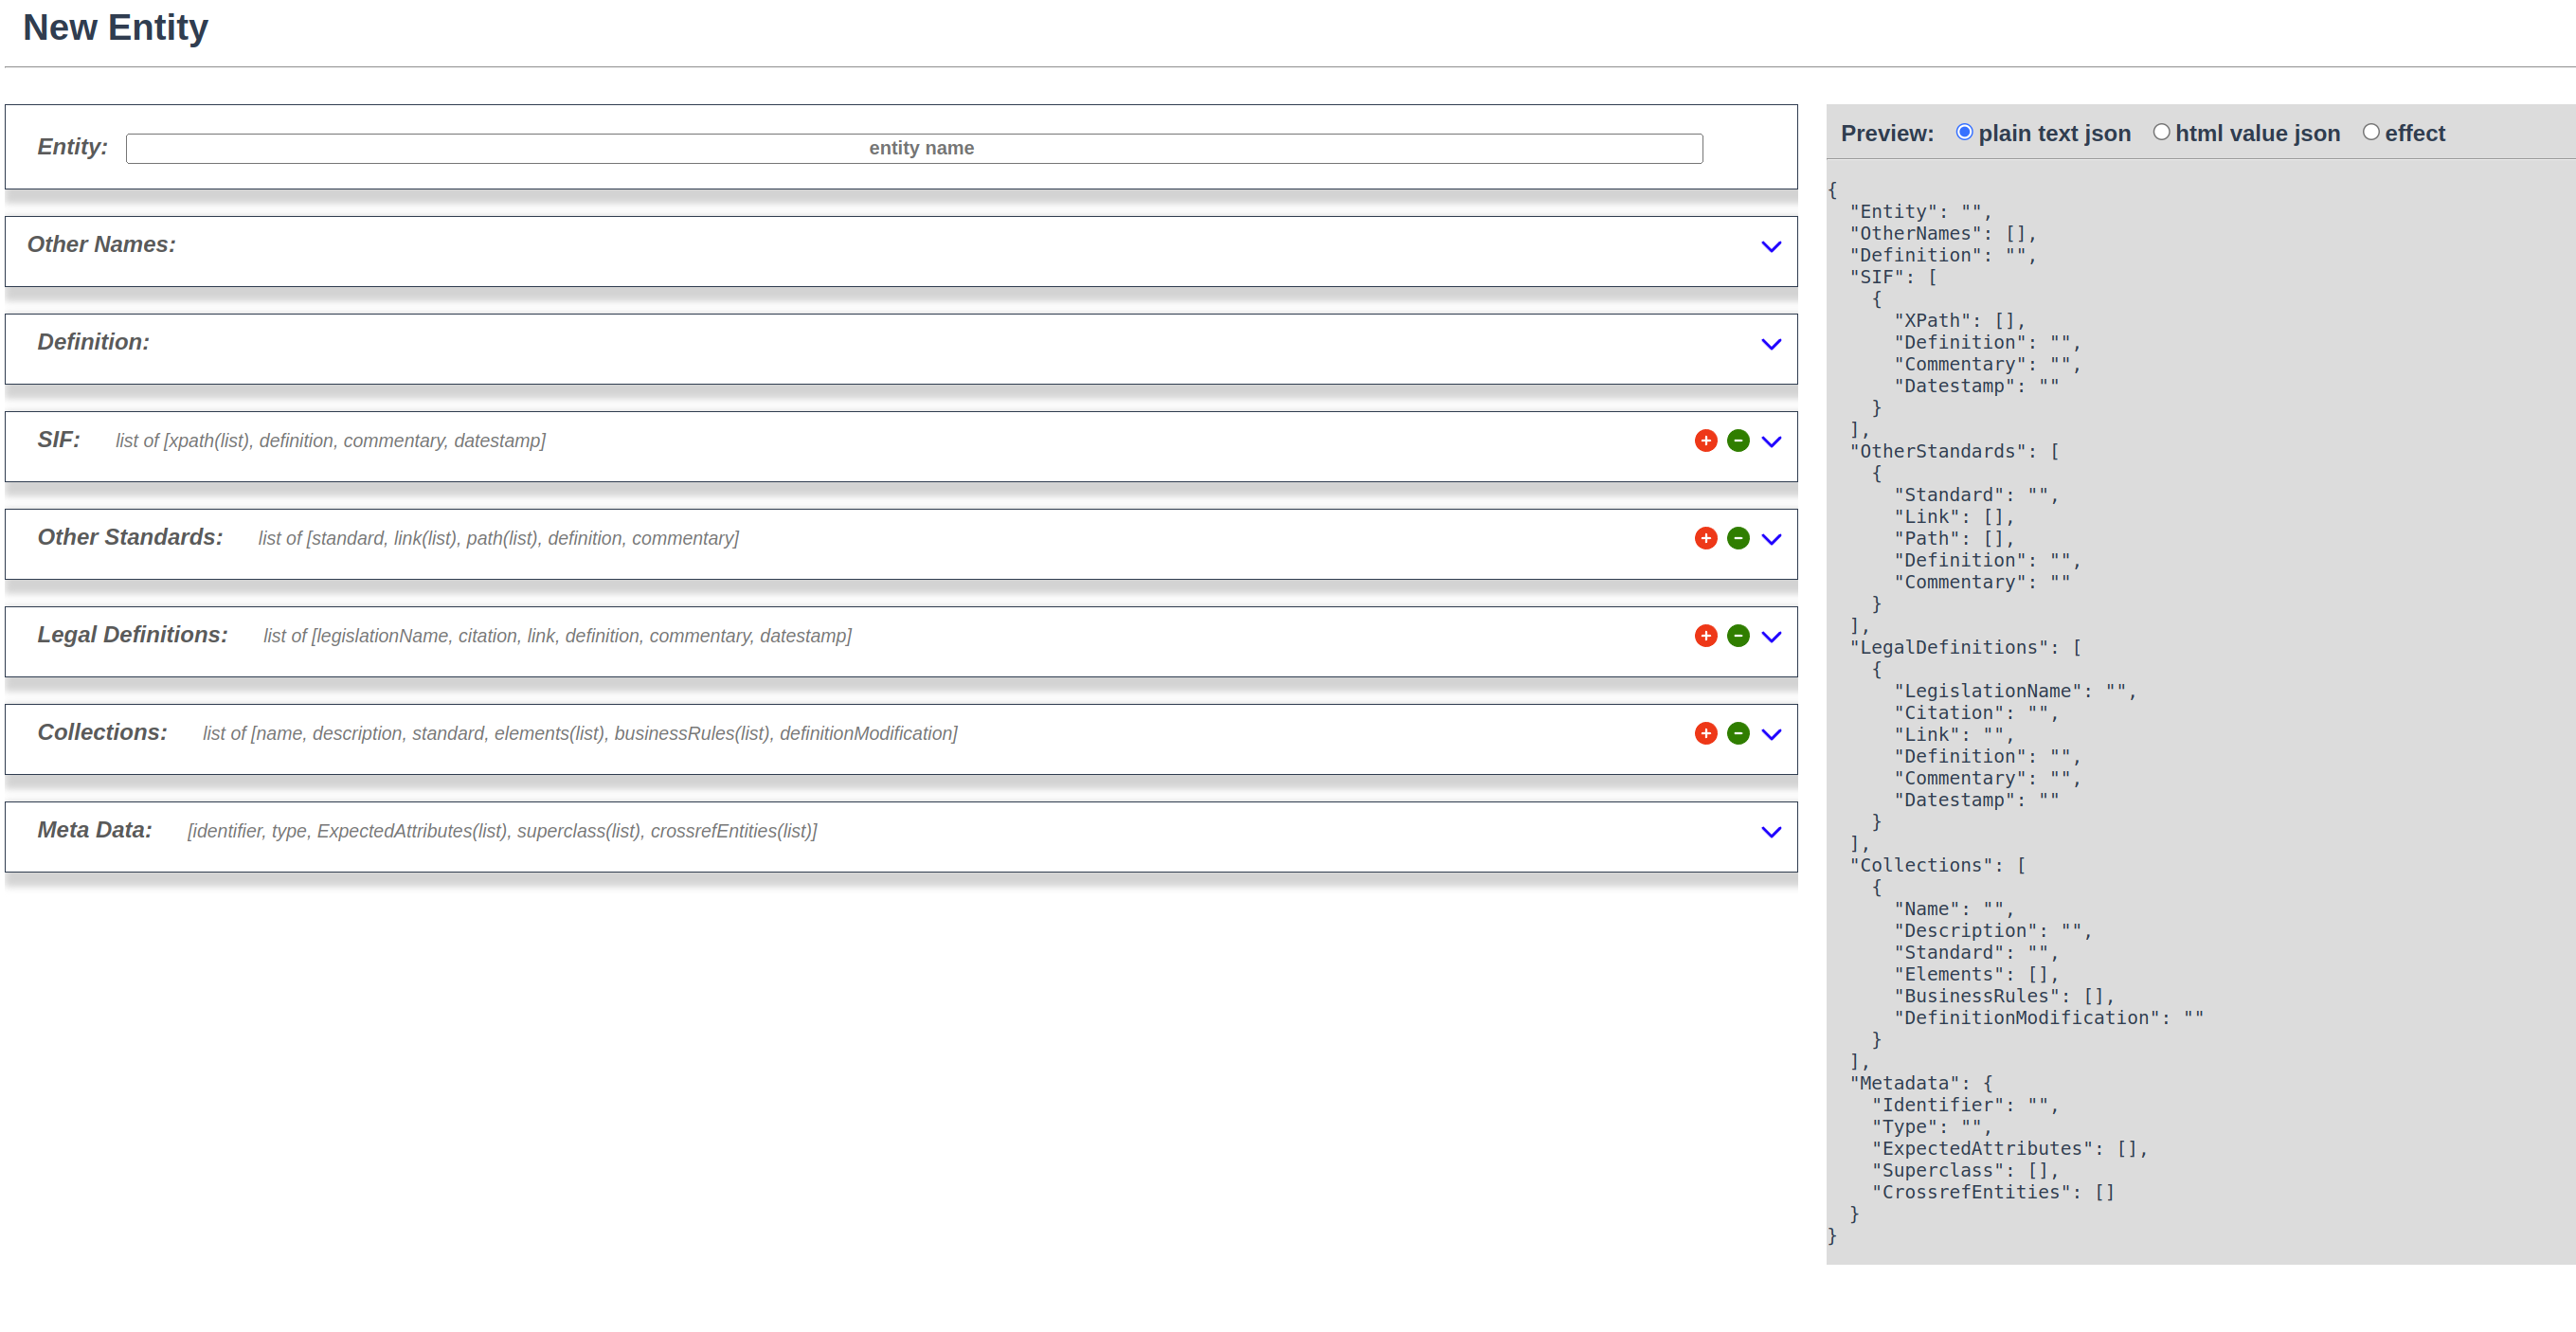 New Entity
Entity: entity name
Other Names:
Definition:
SIF: list of [xpath(list), definition, commentary, datestamp]
Other Standards: list of [standard, link(list), path(list), definition, commentary]
Legal Definitions: list of [legislationName, citation, link, definition, commentary, datestamp]
Collections: list of [name, description, standard, elements(list), businessRules(list), definitionModification]
Meta Data: [identifier, type, ExpectedAttributes(list), superclass(list), crossrefEntities(list)]
Preview: plain text json html value json effect
{
  "Entity": "",
  "OtherNames": [],
  "Definition": "",
  "SIF": [
    {
      "XPath": [],
      "Definition": "",
      "Commentary": "",
      "Datestamp": ""
    }
  ],
  "OtherStandards": [
    {
      "Standard": "",
      "Link": [],
      "Path": [],
      "Definition": "",
      "Commentary": ""
    }
  ],
  "LegalDefinitions": [
    {
      "LegislationName": "",
      "Citation": "",
      "Link": "",
      "Definition": "",
      "Commentary": "",
      "Datestamp": ""
    }
  ],
  "Collections": [
    {
      "Name": "",
      "Description": "",
      "Standard": "",
      "Elements": [],
      "BusinessRules": [],
      "DefinitionModification": ""
    }
  ],
  "Metadata": {
    "Identifier": "",
    "Type": "",
    "ExpectedAttributes": [],
    "Superclass": [],
    "CrossrefEntities": []
  }
}